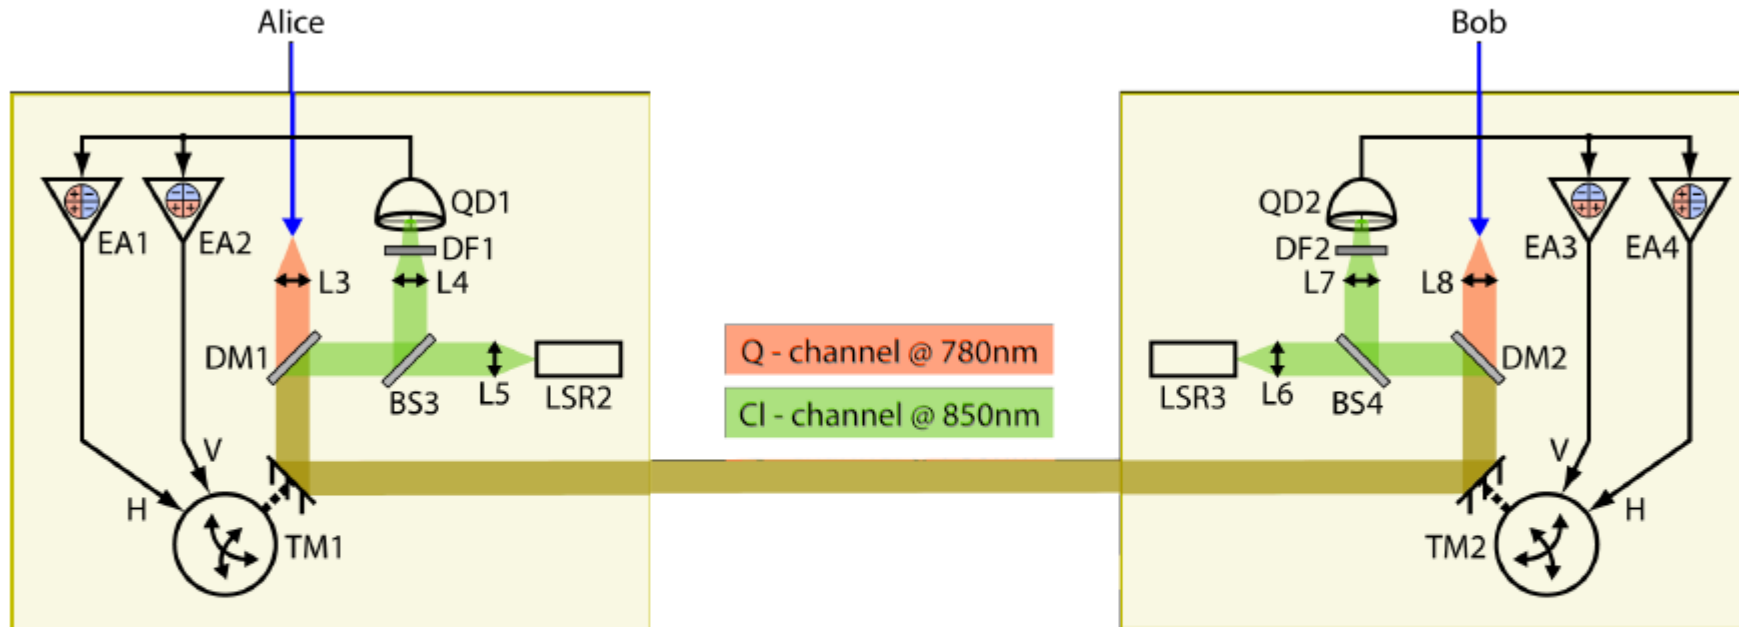 Alice
Bob
QD1
QD2
EA1
EA2
DF1
DF2
EA3
EA4
L3
L4
L7
L8
DM1
DM2
BS3
L5
LSR2
LSR3
L6
BS4
Q - channel @ 780nm
Cl - channel @ 850nm
V
V
H
H
TM1
TM2